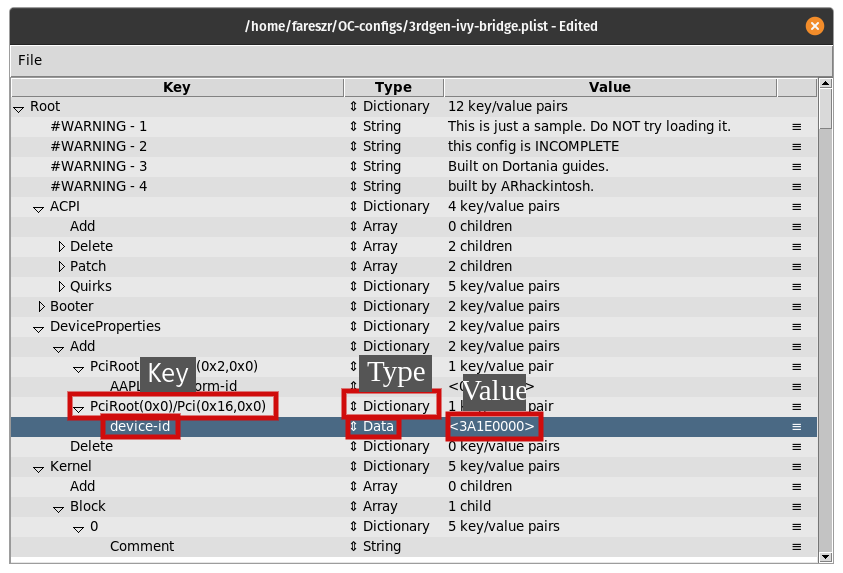 /home/fareszr/OC-configs/3rdgen-ivy-bridge.plist - Edited
File
Key Type Value
Root Dictionary 12 key/value pairs
#WARNING - 1 String This is just a sample. Do NOT try loading it.
#WARNING - 2 String this config is INCOMPLETE
#WARNING - 3 String Built on Dortania guides.
#WARNING - 4 String built by ARhackintosh.
ACPI Dictionary 4 key/value pairs
Add Array 0 children
Delete Array 2 children
Patch Array 2 children
Quirks Dictionary 5 key/value pairs
Booter Dictionary 2 key/value pairs
DeviceProperties Dictionary 2 key/value pairs
Add Dictionary 2 key/value pairs
PciRoot (0x2,0x0) 1 key/value pair
Key Type Value
AAPL orm-id
PciRoot(0x0)/Pci(0x16,0x0) Dictionary 1 pair
device-id Data <3A1E0000>
Delete Dictionary 0 key/value pairs
Kernel Dictionary 5 key/value pairs
Add Array 0 children
Block Array 1 child
0 Dictionary 5 key/value pairs
Comment String